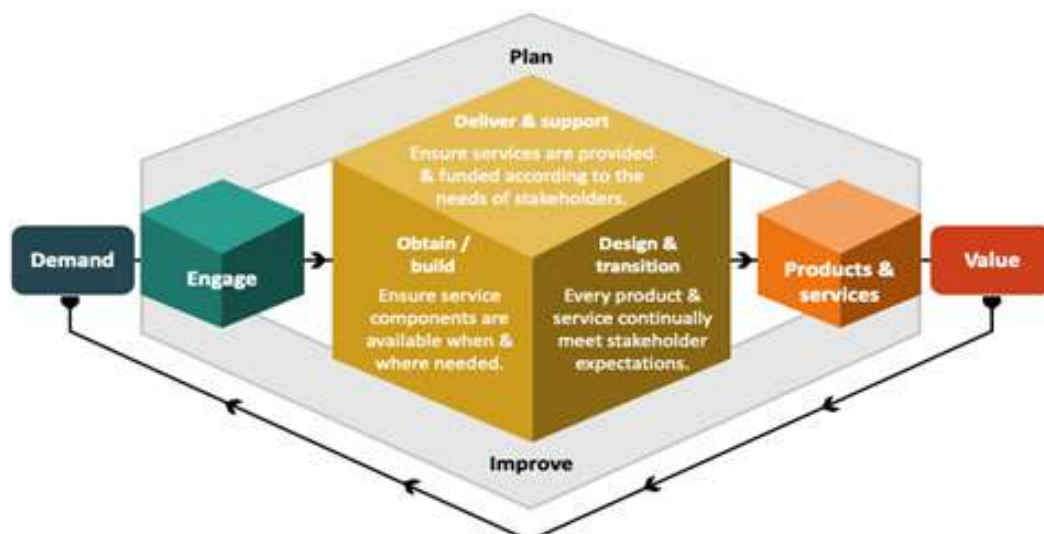 Plan
Deliver & support
Ensure services are provided
& funded according to the
needs of stakeholders.
Demand
Engage
Obtain /
build
Ensure service
components are
available when &
where needed.
Design &
transition
Every product &
service continually
meet stakeholder
expectations.
Products &
services
Value
Improve